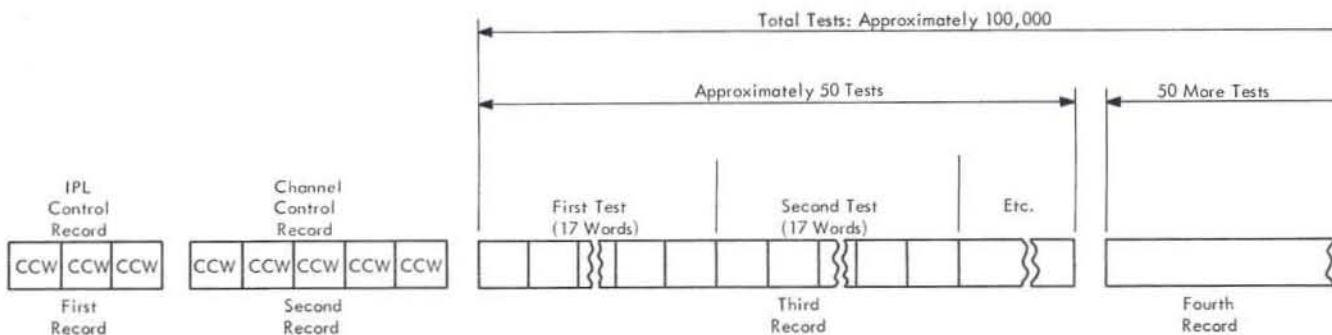 Total Tests: Approximately 100,000
Approximately 50 Tests
50 More Tests
IPL
Control
Record
Channel
Control
Record
First Test
(17 Words)
Second Test
(17 Words)
Etc.
CCW CCW CCW
CCW CCW CCW CCW CCW
First
Record
Second
Record
Third
Record
Fourth
Record